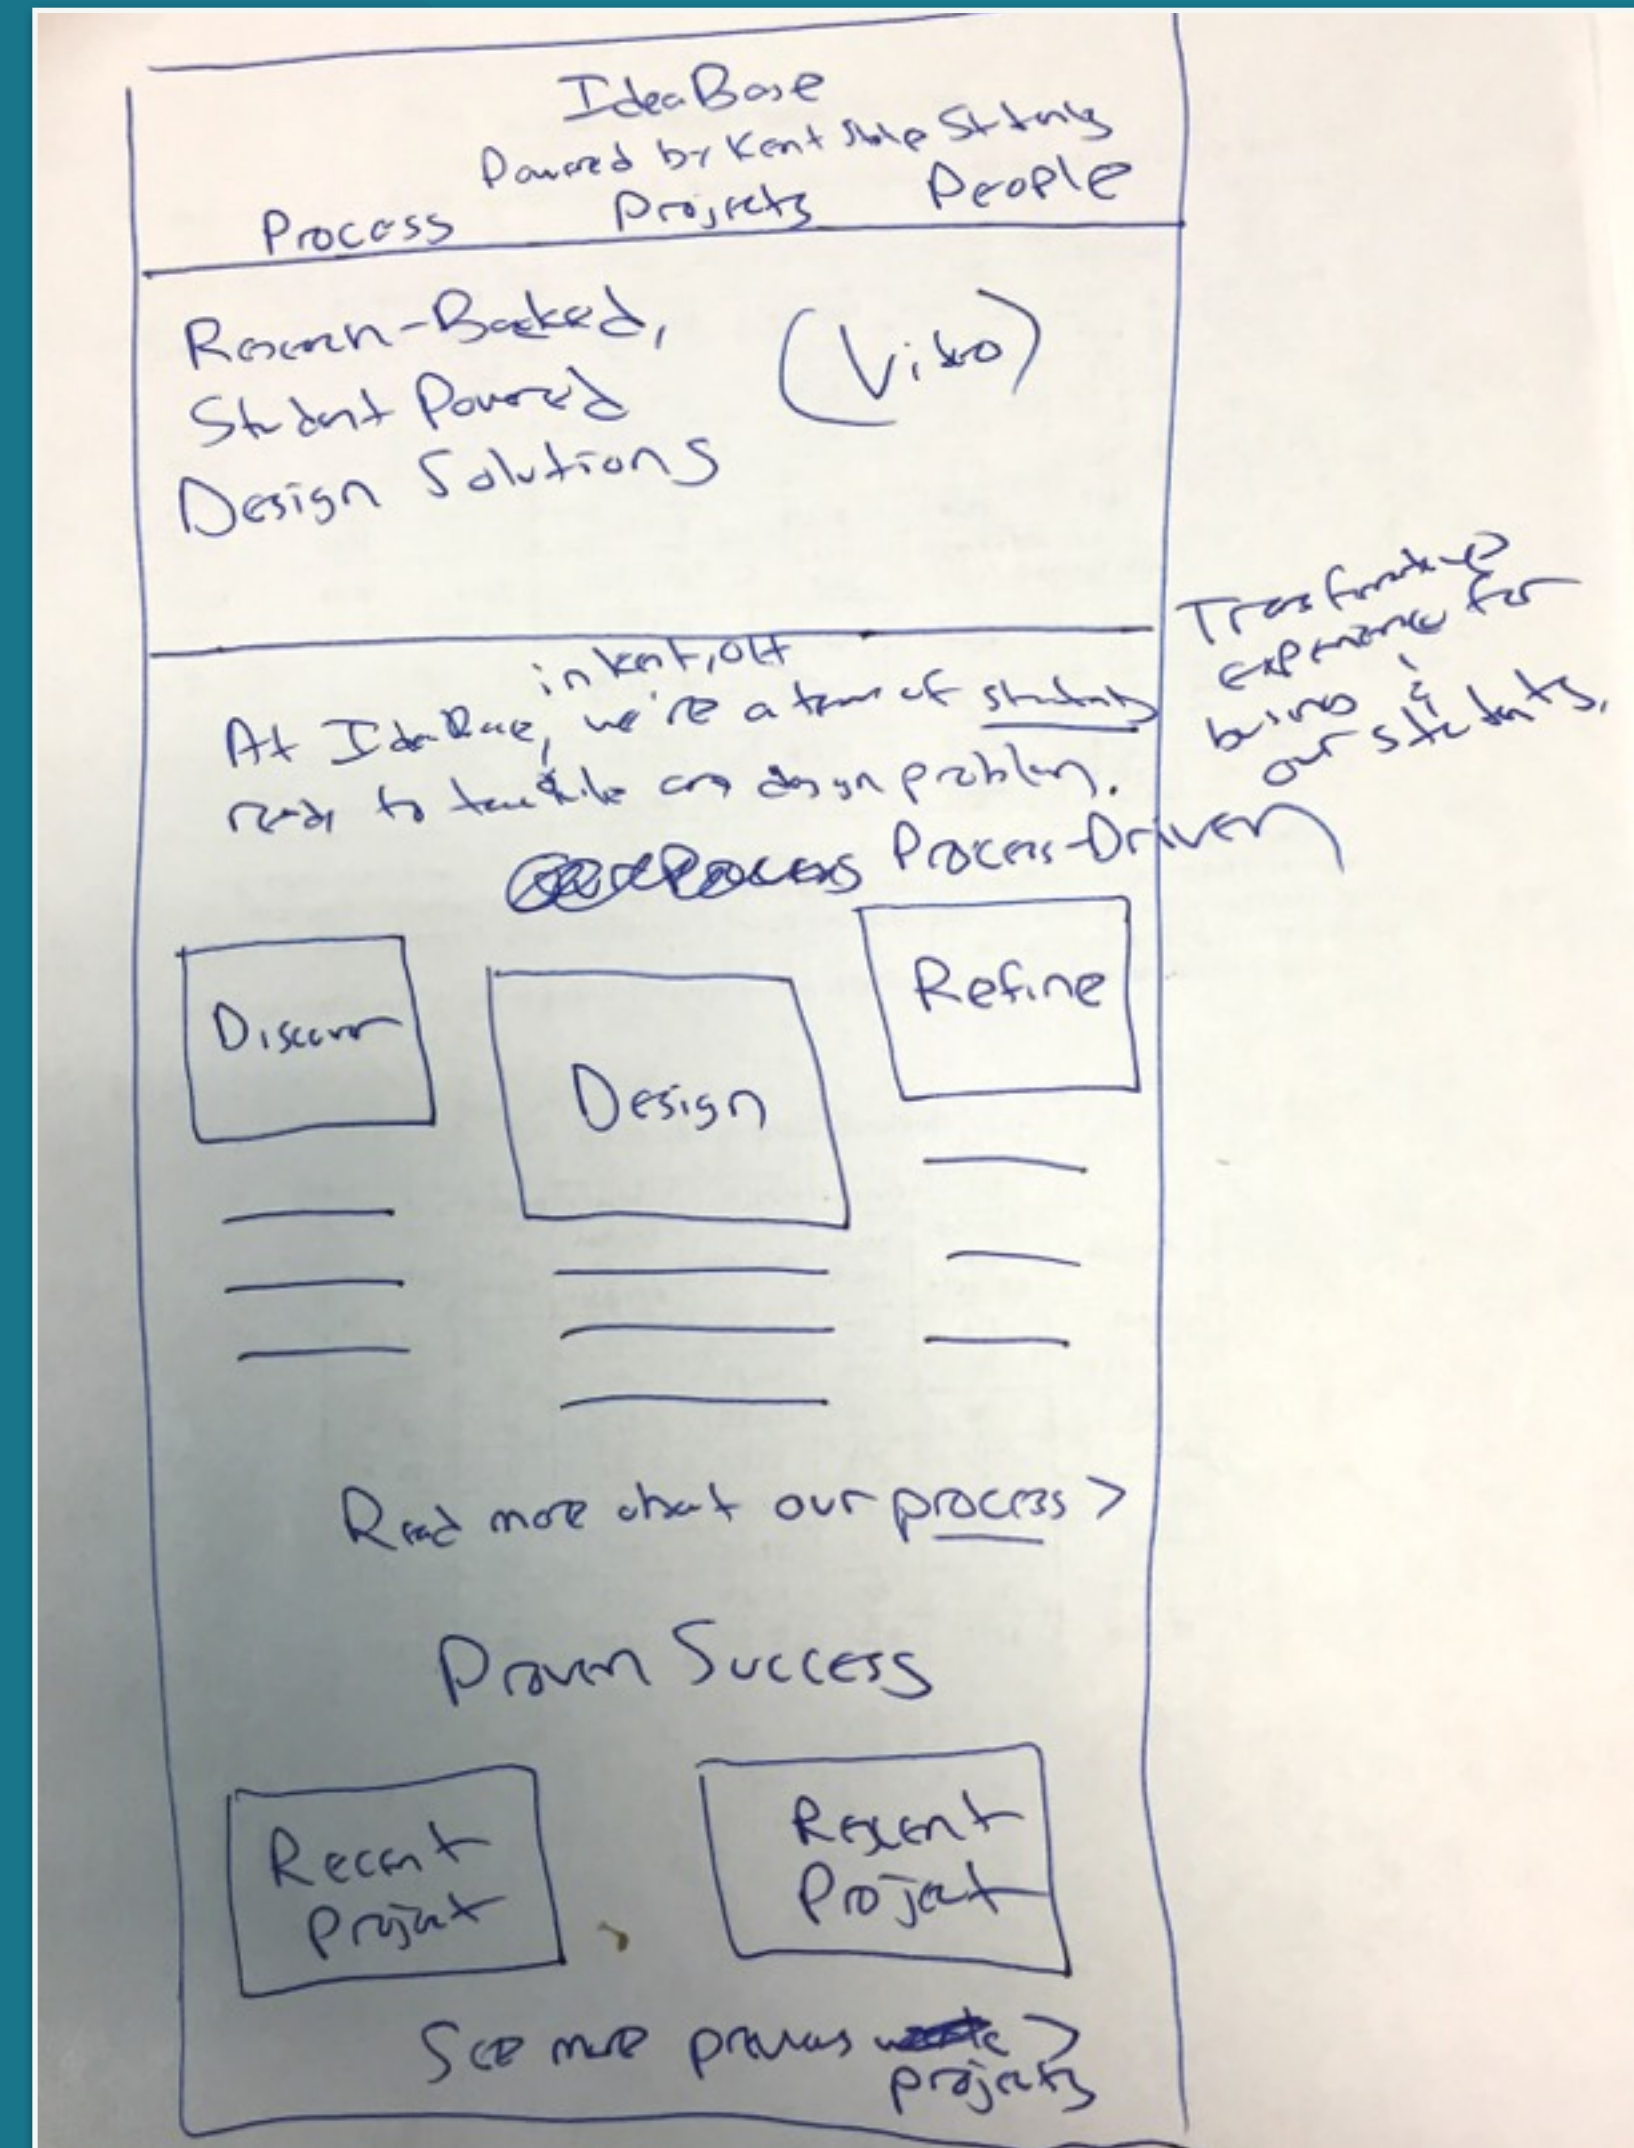 IdeaBase
Powered by Kent State Students
Process Projects People
Research-Backed,
Student Powered
Design Solutions
(Video)
in Kent, OH
At IdeaBase, we're a team of students
ready to tackle any design problem.
Transformative
experience for
business &
our students.
Process Process-Driven
Discover
Design
Refine
Read more about our process >
Proven Success
Recent
Project
Recent
Project
See more previous >
projects